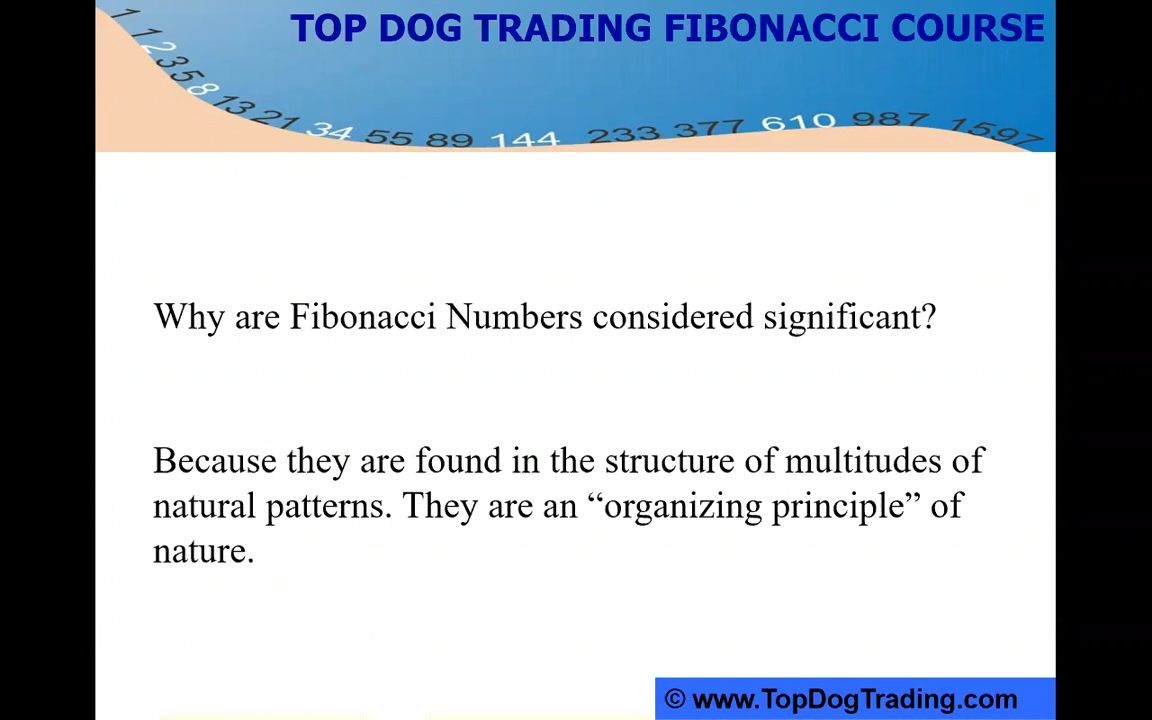 TOP DOG TRADING FIBONACCI COURSE
1 1 2 3 5 8 13 21 34 55 89 144 233 377 610 987 1597
Why are Fibonacci Numbers considered significant?
Because they are found in the structure of multitudes of
natural patterns. They are an “organizing principle” of
nature.
© www.TopDogTrading.com